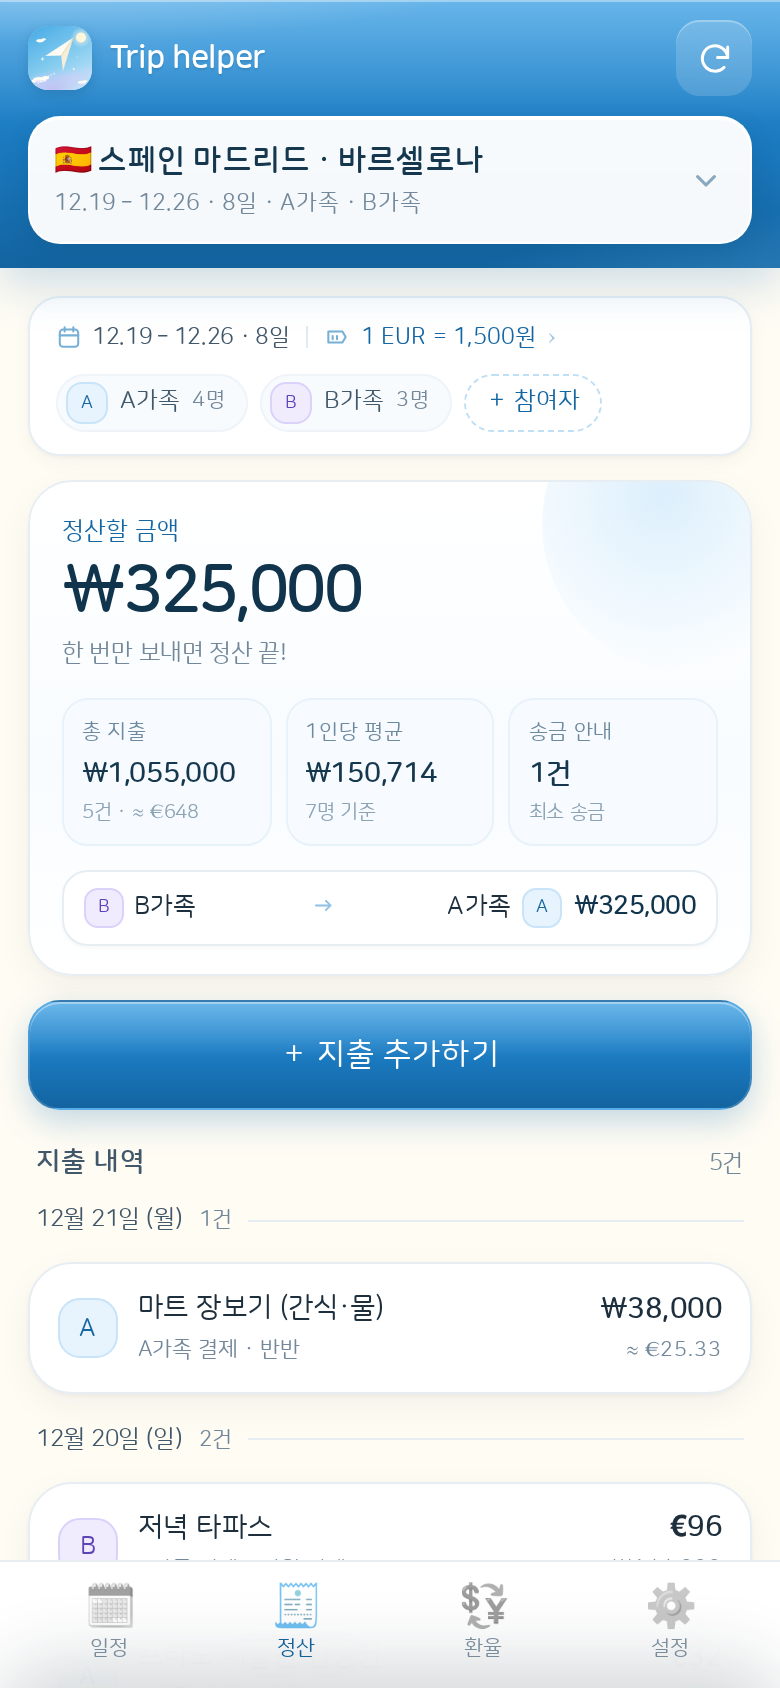 Trip helper
🇪🇸 스페인 마드리드 · 바르셀로나
12.19 – 12.26 · 8일 · A가족 · B가족
12.19 – 12.26 · 8일 | 1 EUR = 1,500원 ›
A A가족 4명 B B가족 3명 + 참여자
정산할 금액
₩325,000
한 번만 보내면 정산 끝!
총 지출 1인당 평균 송금 안내
₩1,055,000 ₩150,714 1건
5건 · ≈ €648 7명 기준 최소 송금
B B가족 → A가족 A ₩325,000
+ 지출 추가하기
지출 내역 5건
12월 21일 (월) 1건
A 마트 장보기 (간식·물) ₩38,000
A가족 결제 · 반반 ≈ €25.33
12월 20일 (일) 2건
B 저녁 타파스 €96
일정 정산 환율 설정